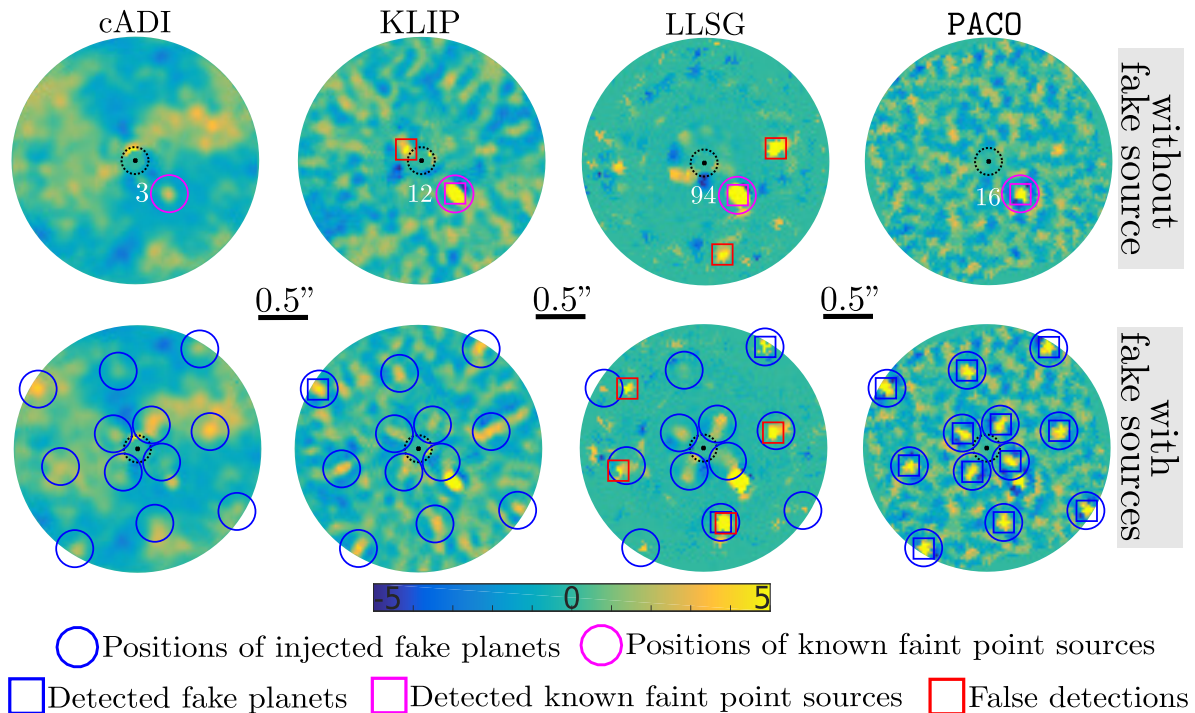 cADI KLIP LLSG PACO
without
fake source
3 12 94 16
0.5” 0.5” 0.5”
with
fake sources
-5 0 5
Positions of injected fake planets Positions of known faint point sources
Detected fake planets Detected known faint point sources False detections